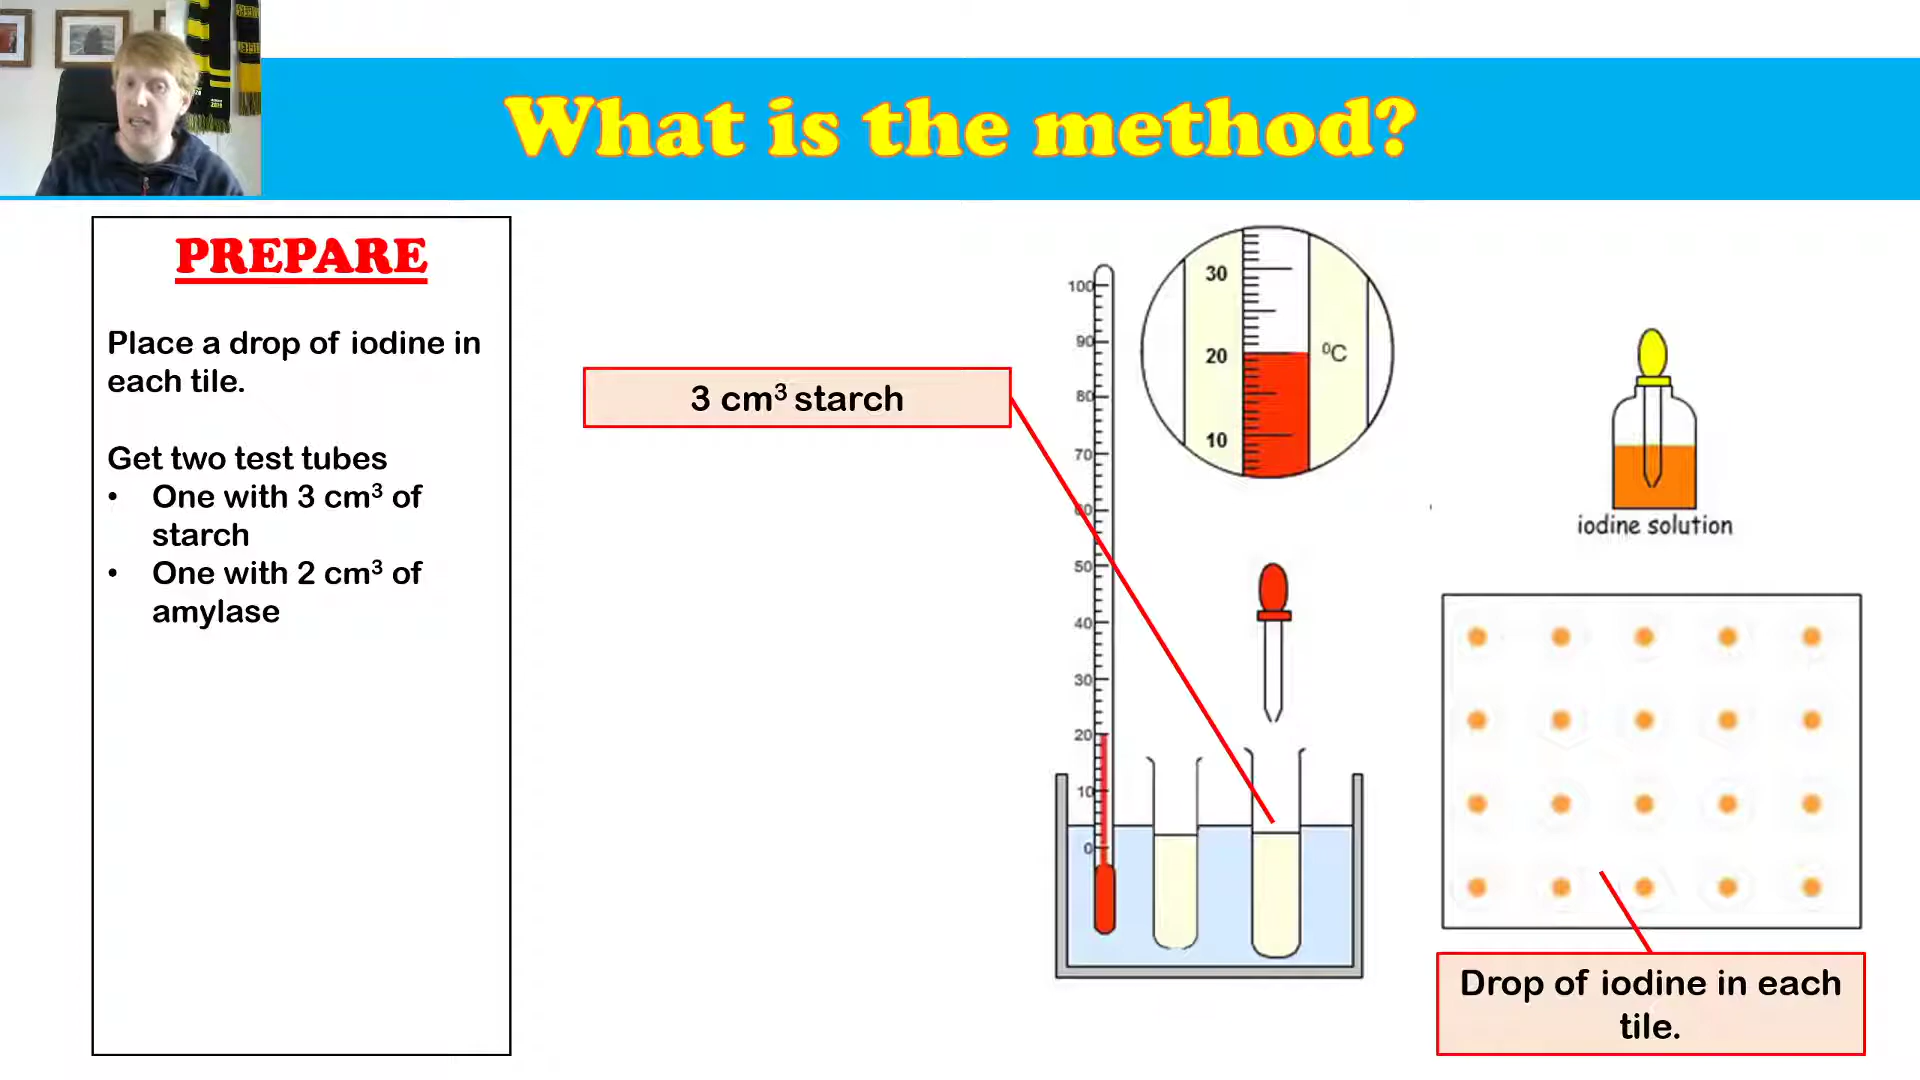 What is the method?
PREPARE
Place a drop of iodine in
each tile.
Get two test tubes
• One with 3 cm³ of
starch
• One with 2 cm³ of
amylase
3 cm³ starch
100
90
80
70
60
50
40
30
20
10
0
30
20
10
⁰C
iodine solution
Drop of iodine in each
tile.